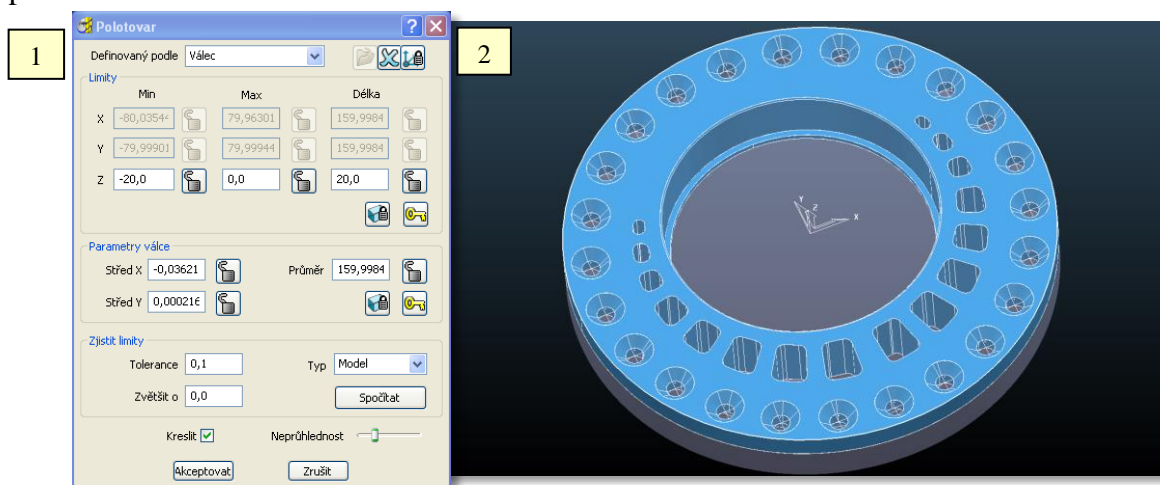 1
2
Polotovar
Definovaný podle Válec
Limity
Min Max Délka
X -80,03544 79,96301 159,9984
Y -79,99901 79,99944 159,9984
Z -20,0 0,0 20,0
Parametry válce
Střed X -0,03621 Průměr 159,9984
Střed Y 0,000216
Zjistit limity
Tolerance 0,1 Typ Model
Zvětšit o 0,0 Spočítat
Kreslit Neprůhlednost
Akceptovat Zrušit
Y Z X